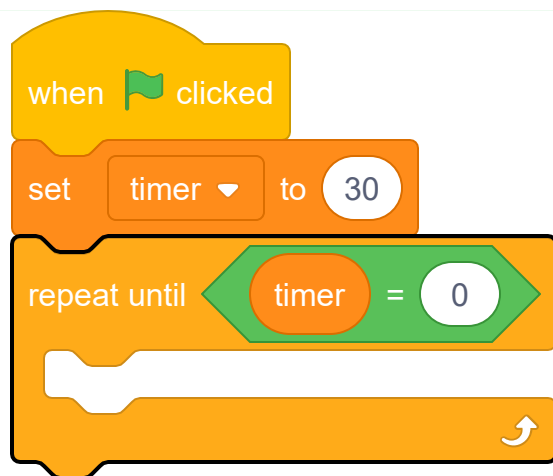 when clicked
set timer to 30
repeat until timer = 0